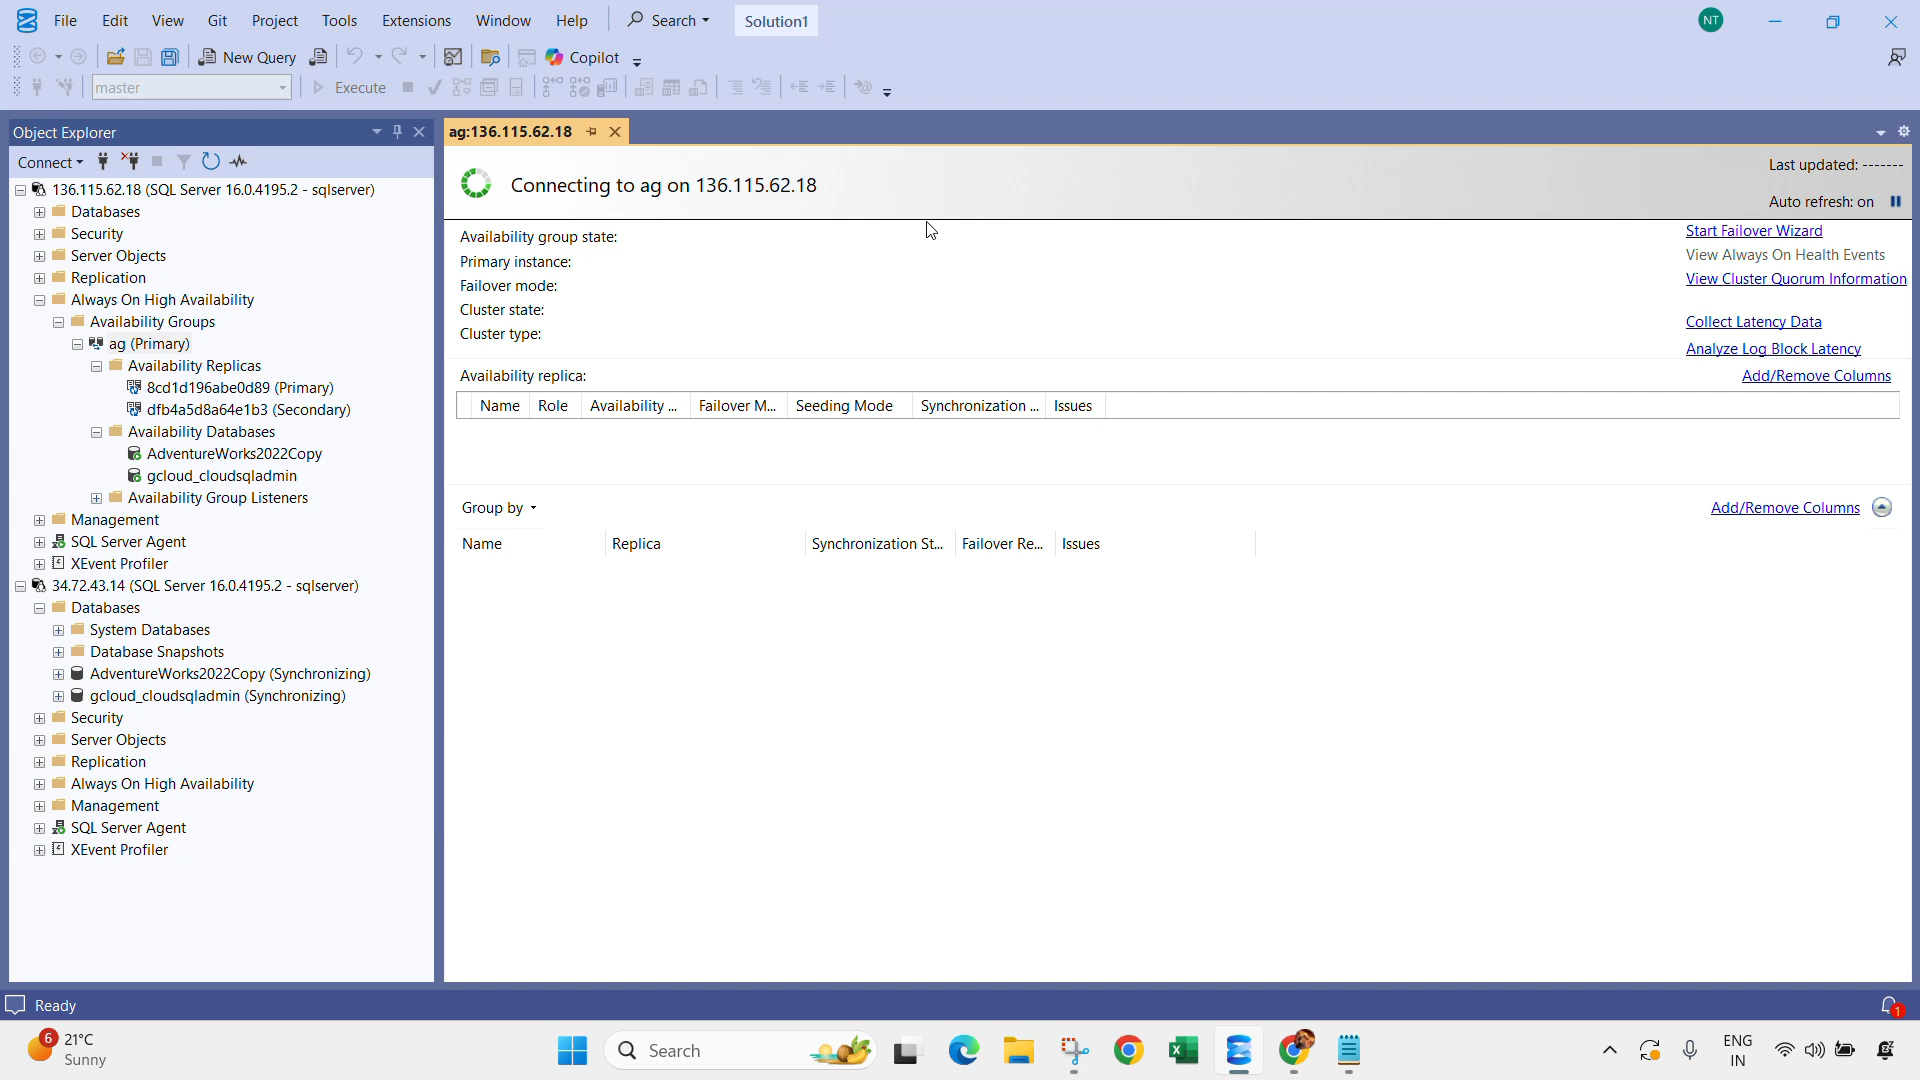 File Edit View Git Project Tools Extensions Window Help Search Solution1 NT
New Query Copilot
master Execute
Object Explorer
Connect
136.115.62.18 (SQL Server 16.0.4195.2 - sqlserver)
Databases
Security
Server Objects
Replication
Always On High Availability
Availability Groups
ag (Primary)
Availability Replicas
8cd1d196abe0d89 (Primary)
dfb4a5d8a64e1b3 (Secondary)
Availability Databases
AdventureWorks2022Copy
gcloud_cloudsqladmin
Availability Group Listeners
Management
SQL Server Agent
XEvent Profiler
34.72.43.14 (SQL Server 16.0.4195.2 - sqlserver)
Databases
System Databases
Database Snapshots
AdventureWorks2022Copy (Synchronizing)
gcloud_cloudsqladmin (Synchronizing)
Security
Server Objects
Replication
Always On High Availability
Management
SQL Server Agent
XEvent Profiler
ag:136.115.62.18
Connecting to ag on 136.115.62.18
Last updated: -------
Auto refresh: on
Availability group state:
Primary instance:
Failover mode:
Cluster state:
Cluster type:
Start Failover Wizard
View Always On Health Events
View Cluster Quorum Information
Collect Latency Data
Analyze Log Block Latency
Availability replica: Add/Remove Columns
Name Role Availability ... Failover M... Seeding Mode Synchronization ... Issues
Group by Add/Remove Columns
Name Replica Synchronization St... Failover Re... Issues
Ready 1
6 21°C
Sunny
Search
ENG
IN